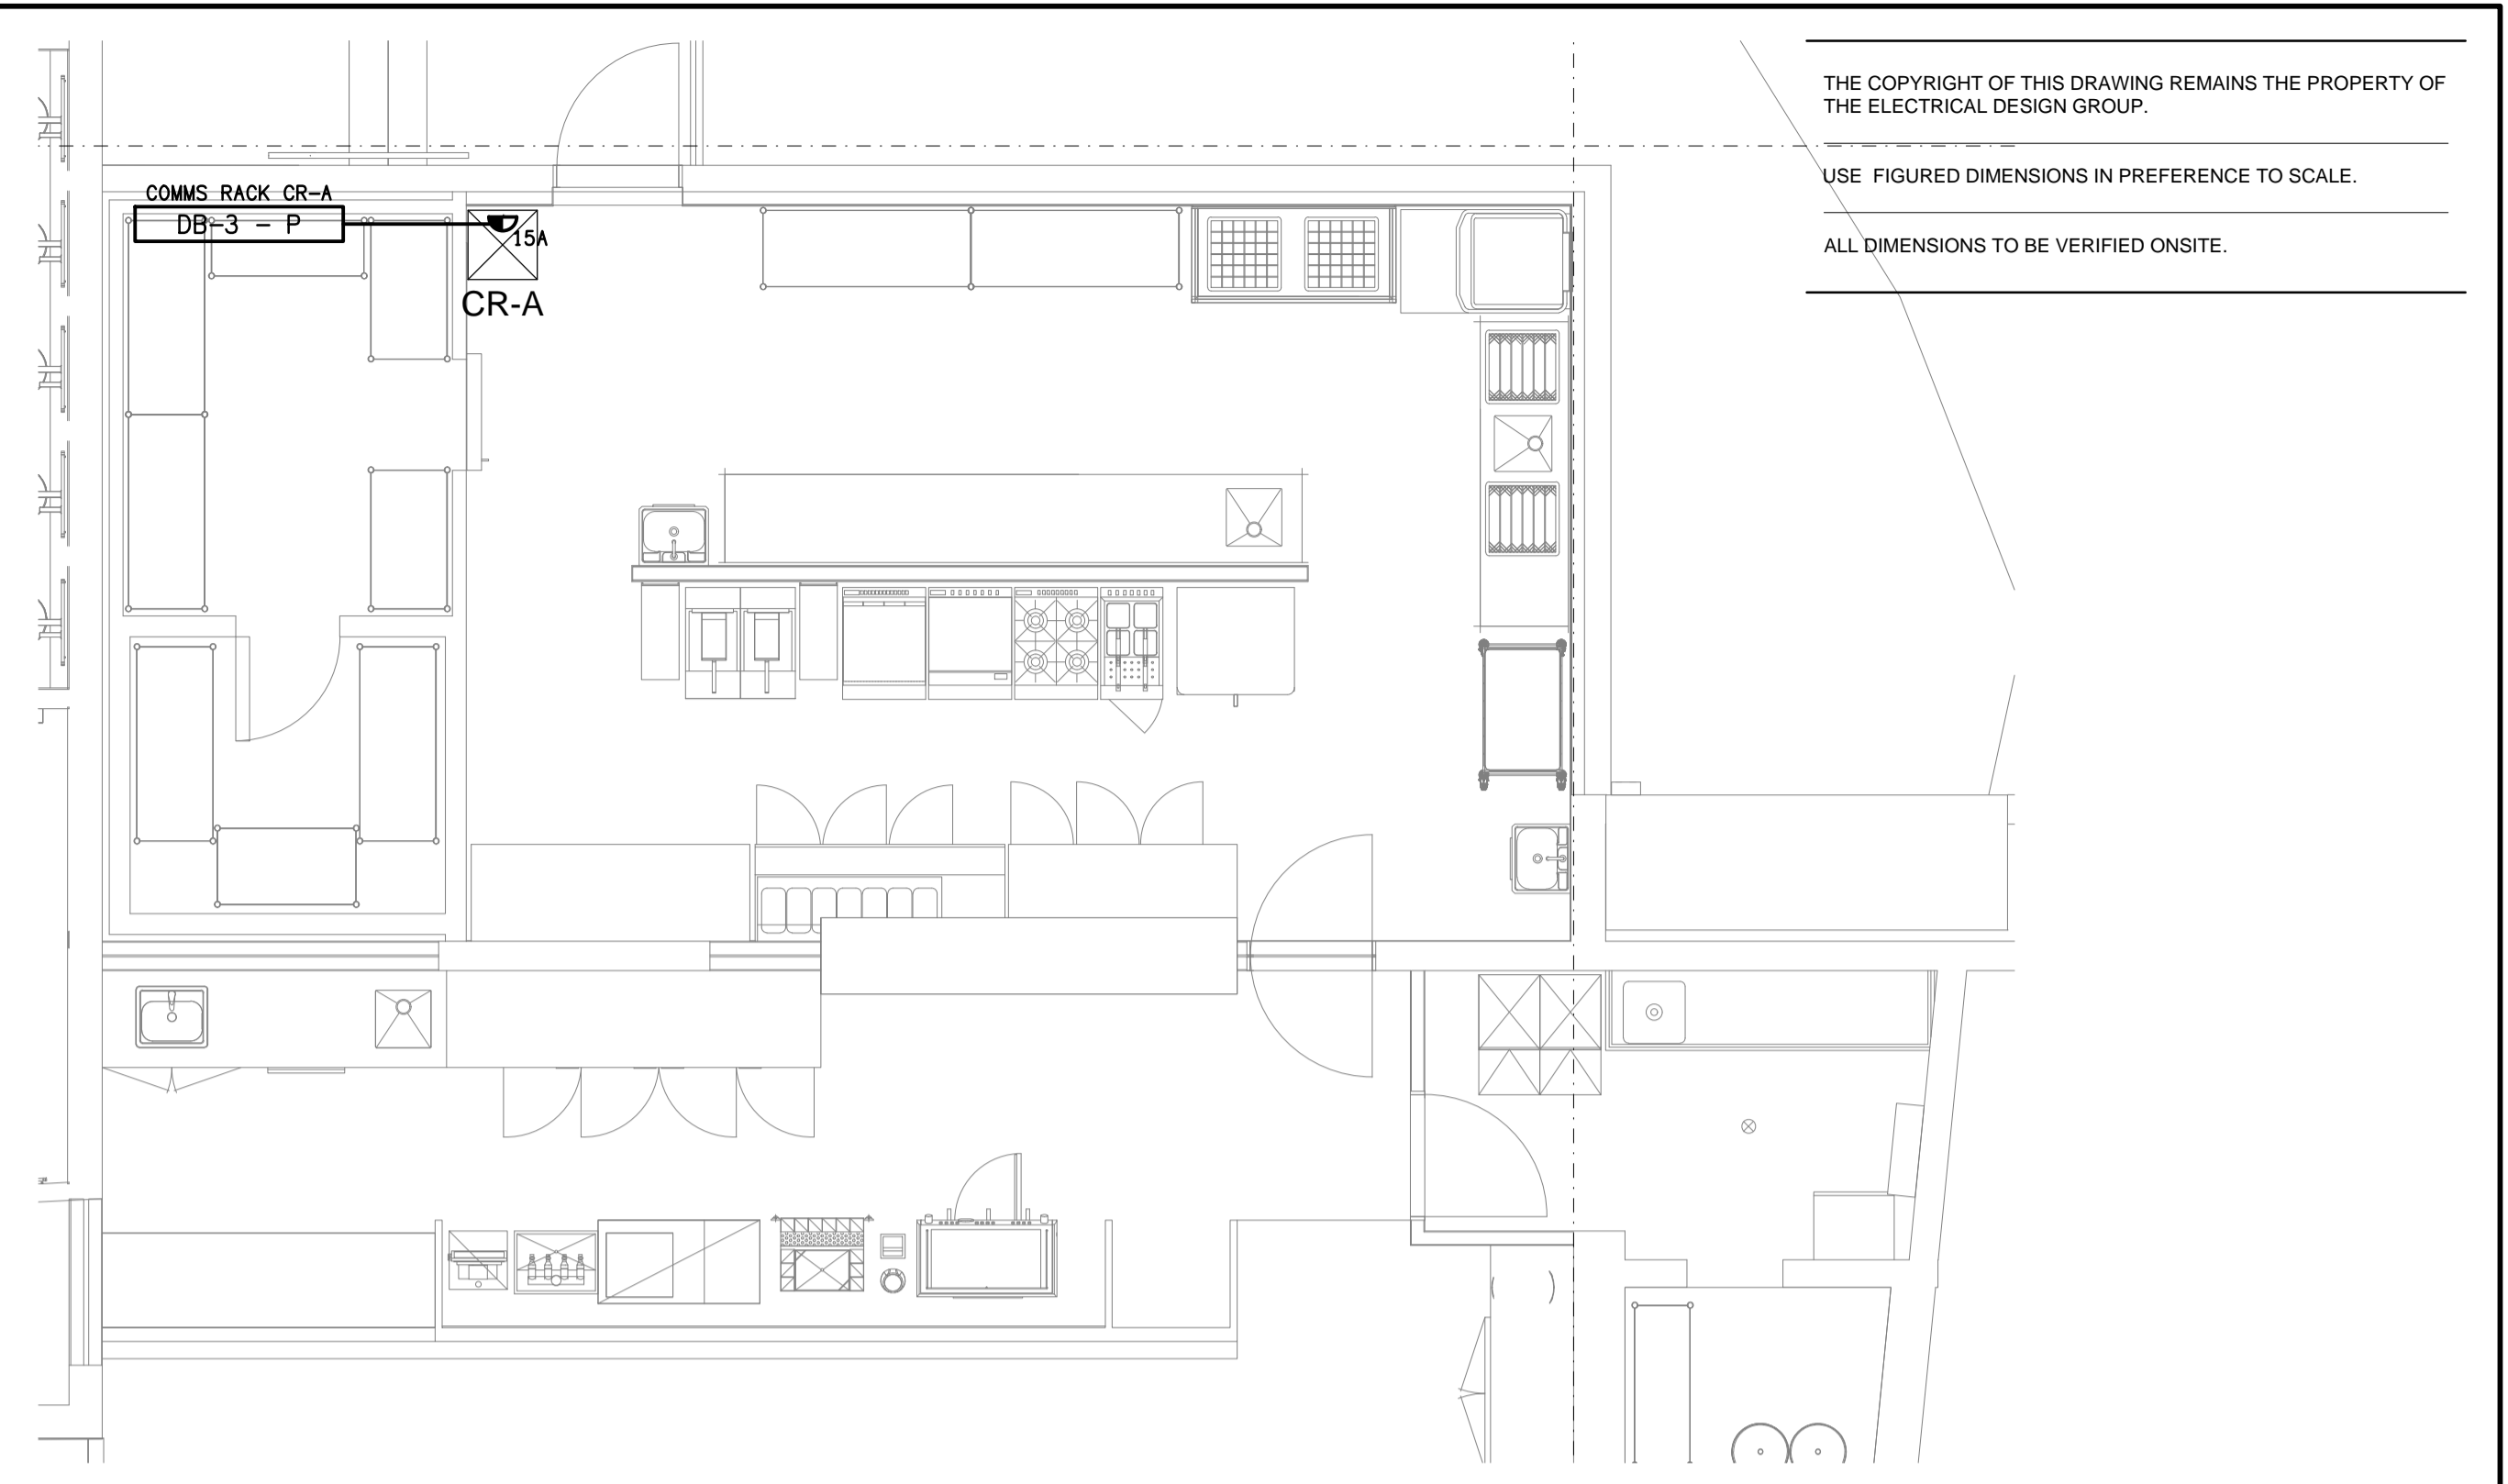 THE COPYRIGHT OF THIS DRAWING REMAINS THE PROPERTY OF
THE ELECTRICAL DESIGN GROUP.
USE FIGURED DIMENSIONS IN PREFERENCE TO SCALE.
ALL DIMENSIONS TO BE VERIFIED ONSITE.
COMMS RACK CR-A
DB-3 - P
15A
CR-A